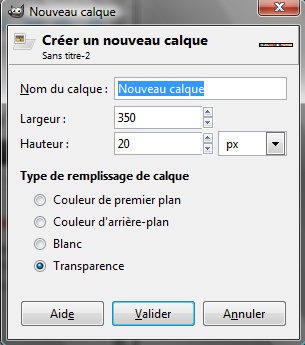 Nouveau calque
Créer un nouveau calque
Sans titre-2
Nom du calque : Nouveau calque
Largeur : 350
Hauteur : 20 px
Type de remplissage de calque
Couleur de premier plan
Couleur d'arrière-plan
Blanc
Transparence
Aide Valider Annuler